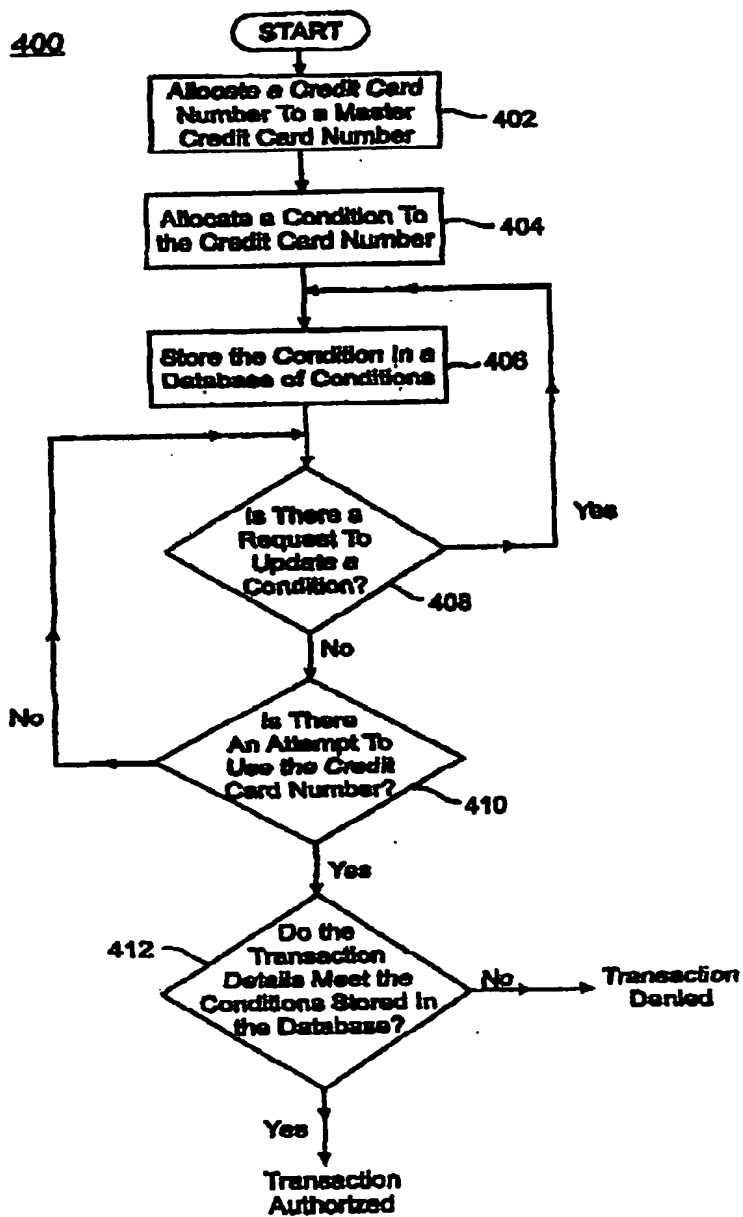 400
START
Allocate a Credit Card
Number To a Master
Credit Card Number
402
Allocate a Condition To
the Credit Card Number
404
Store the Condition in a
Database of Conditions
406
Is There a
Request To
Update a
Condition?
408
Yes
No
Is There
An Attempt To
Use the Credit
Card Number?
410
No
Yes
412
Do the
Transaction
Details Meet the
Conditions Stored in
the Database?
No
Transaction
Denied
Yes
Transaction
Authorized